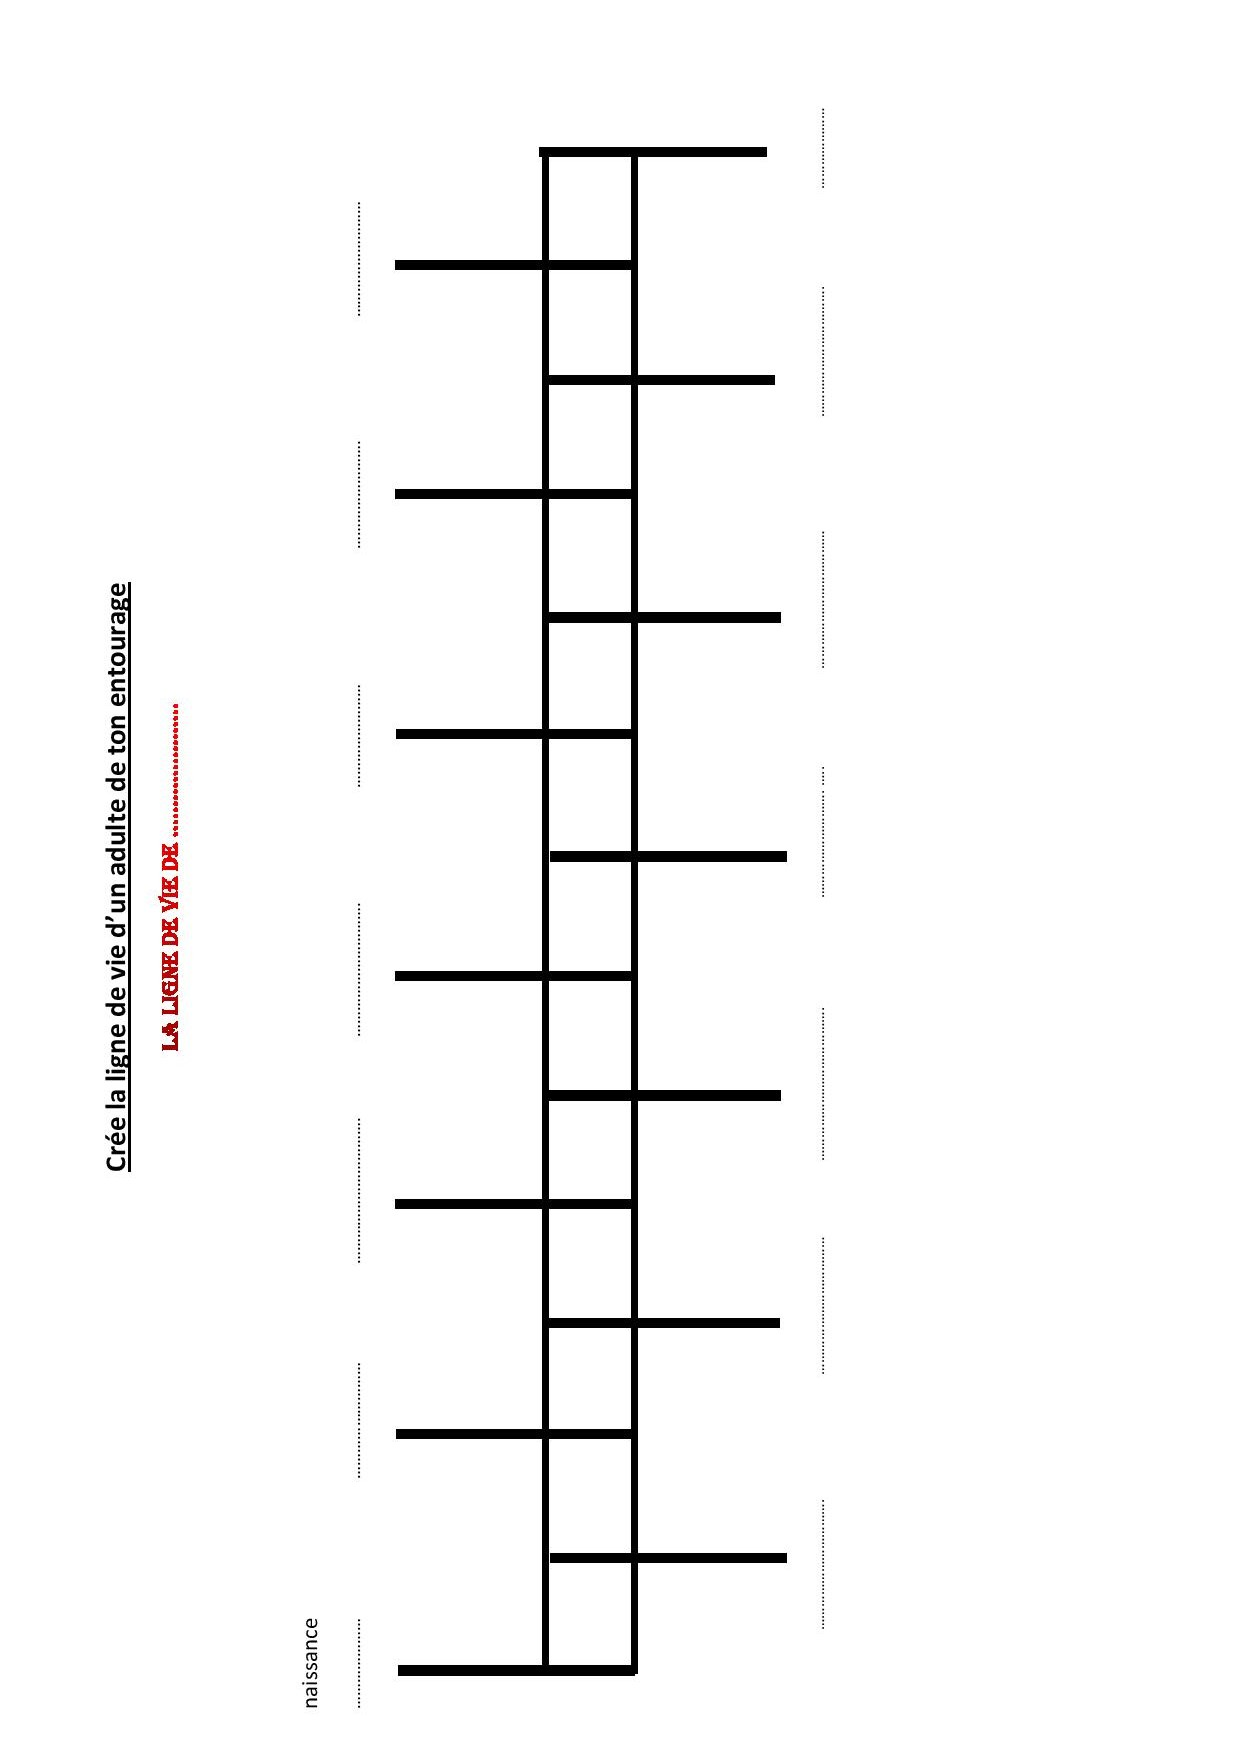 Crée la ligne de vie d’un adulte de ton entourage
LA LIGNE DE VIE DE ........................
naissance